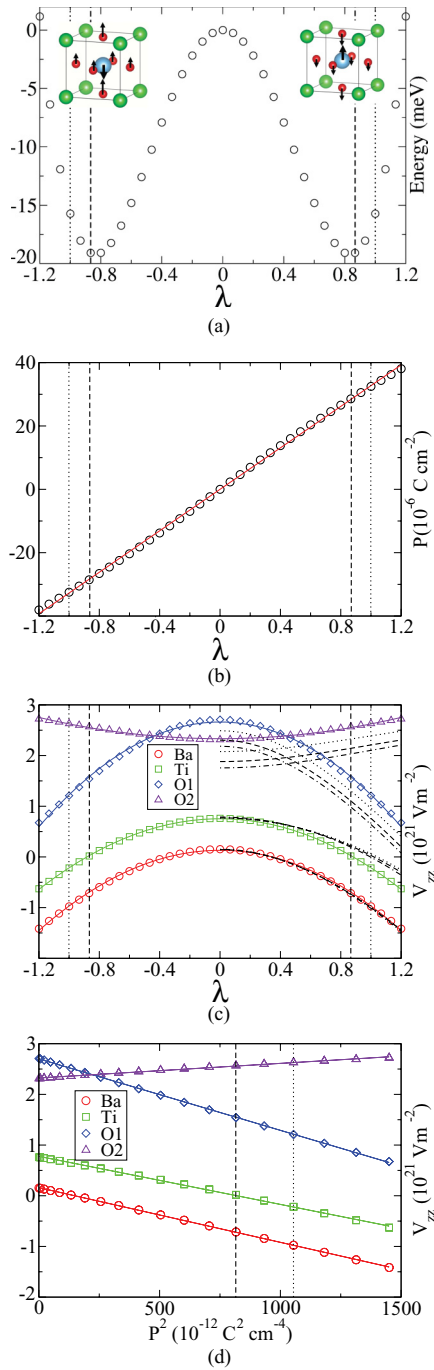 0
-5
-10
-15
-20
Energy (meV)
-1.2 -0.8 -0.4 0 0.4 0.8 1.2
λ
(a)
40
20
0
-20
P(10⁻⁶ C cm⁻²)
-1.2 -0.8 -0.4 0 0.4 0.8 1.2
λ
(b)
3
2
1
0
-1
Ba
Ti
O1
O2
V_zz (10²¹ Vm⁻²)
-1.2 -0.8 -0.4 0 0.4 0.8 1.2
λ
(c)
3
2
1
0
-1
-2
Ba
Ti
O1
O2
V_zz (10²¹ Vm⁻²)
0 500 1000 1500
P² (10⁻¹² C² cm⁻⁴)
(d)